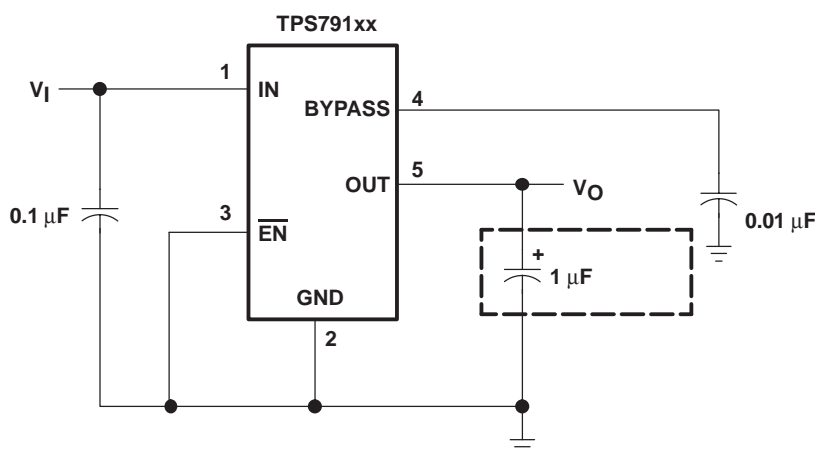 TPS791xx
VI
1
IN
BYPASS
4
OUT
5
VO
0.1 μF
3
EN
0.01 μF
+
1 μF
GND
2